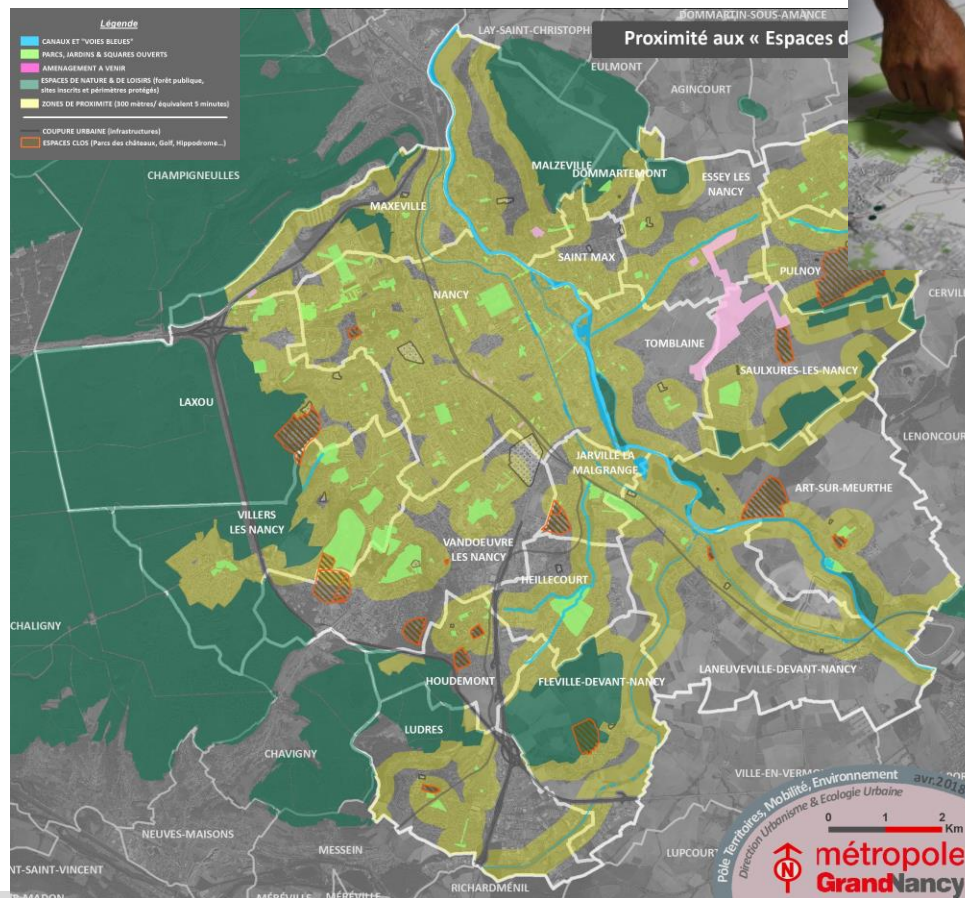 Légende
CANAUX ET "VOIES BLEUES"
PARCS, JARDINS & SQUARES OUVERTS
AMENAGEMENT A VENIR
ESPACES DE NATURE & DE LOISIRS (forêt publique,
sites inscrits et périmètres protégés)
ZONES DE PROXIMITE (300 mètres/ équivalent 5 minutes)
COUPURE URBAINE (infrastructures)
ESPACES CLOS (Parcs des châteaux, Golf, Hippodrome...)
DOMMARTIN-SOUS-AMANCE
LAY-SAINT-CHRISTOPH
Proximité aux « Espaces d
EULMONT
AGINCOURT
CHAMPIGNEULLES
MALZEVILLE
DOMMARTEMONT
ESSEY LES
NANCY
MAXEVILLE
SAINT MAX
PULNOY
NANCY
CERVILL
TOMBLAINE
SAULXURES-LES-NANCY
LAXOU
LENONCOUR
JARVILLE LA
MALGRANGE
ART-SUR-MEURTHE
VILLERS
LES NANCY
VANDOEUVRE
LES NANCY
HEILLECOURT
CHALIGNY
LANEUVEVILLE-DEVANT-NANCY
HOUDEMONT
FLEVILLE-DEVANT-NANCY
LUDRES
CHAVIGNY
VILLE-EN-VERMO
NEUVES-MAISONS
MESSEIN
LUPCOURT
NT-SAINT-VINCENT
RICHARDMÉNIL
MÉRÉVILLE MÉRÉVILLE
Pôle Territoires, Mobilité, Environnement avr.2018
Direction Urbanisme & Ecologie Urbaine
0 1 2
Km
N
métropole
GrandNancy